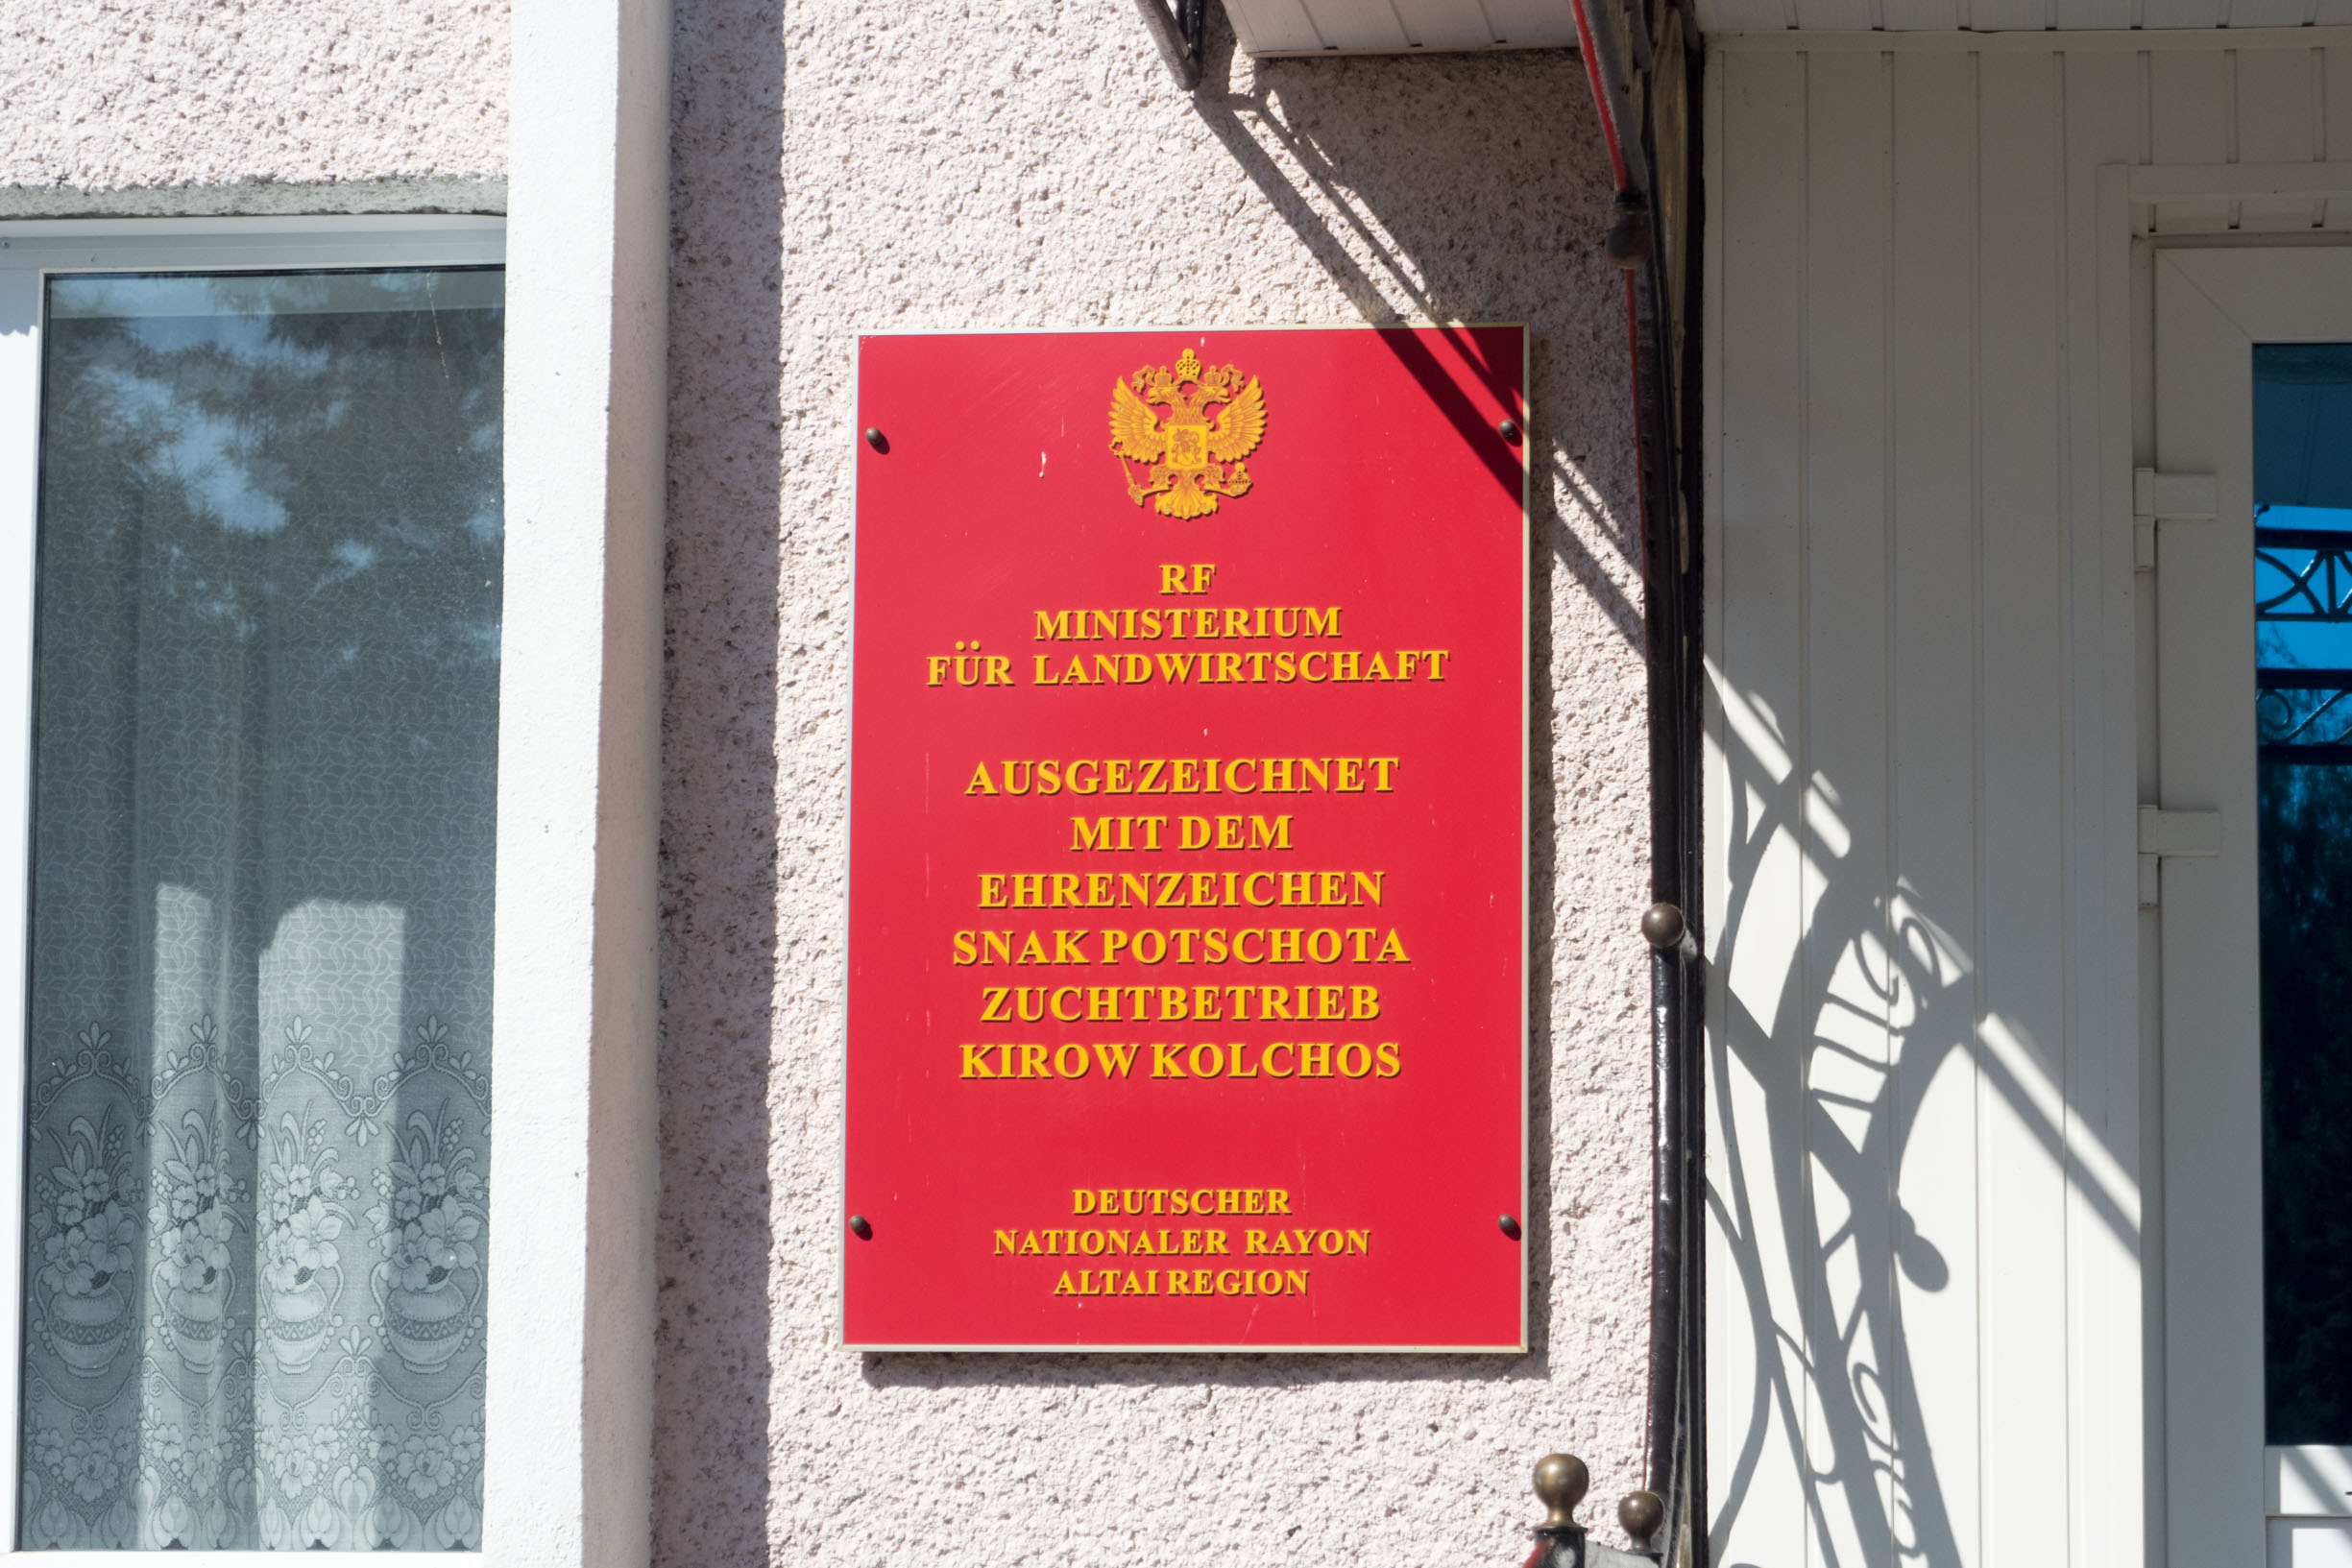 RF
MINISTERIUM
FÜR LANDWIRTSCHAFT
AUSGEZEICHNET
MIT DEM
EHRENZEICHEN
SNAK POTSCHOTA
ZUCHTBETRIEB
KIROW KOLCHOS
DEUTSCHER
NATIONALER RAYON
ALTAI REGION